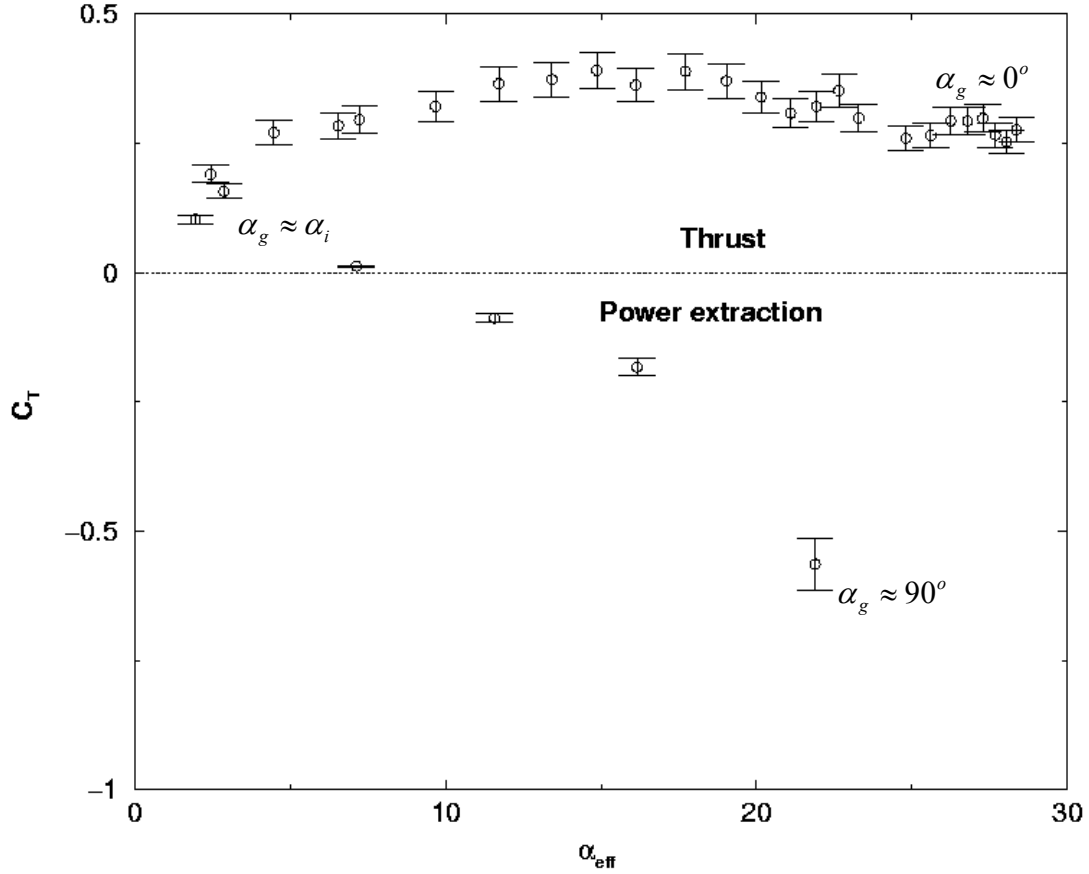 0.5
α_g ≈ 0°
α_g ≈ α_i
Thrust
0
Power extraction
C_T
−0.5
α_g ≈ 90°
−1
0
10
20
30
α_eff